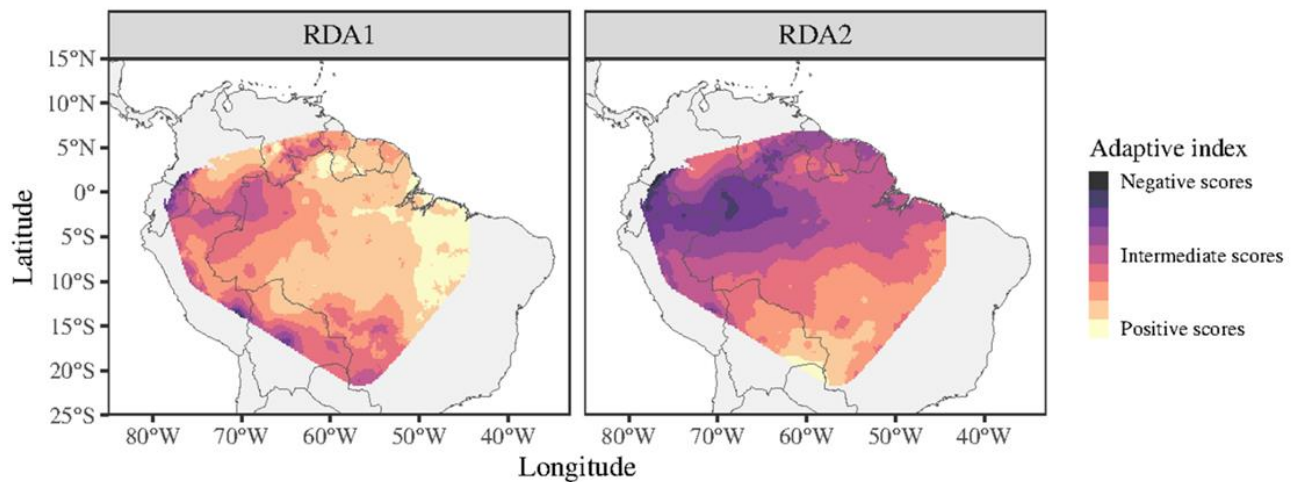 RDA1
RDA2
15°N
10°N
5°N
0°
5°S
10°S
15°S
20°S
25°S
Latitude
80°W 70°W 60°W 50°W 40°W
80°W 70°W 60°W 50°W 40°W
Longitude
Adaptive index
Negative scores
Intermediate scores
Positive scores